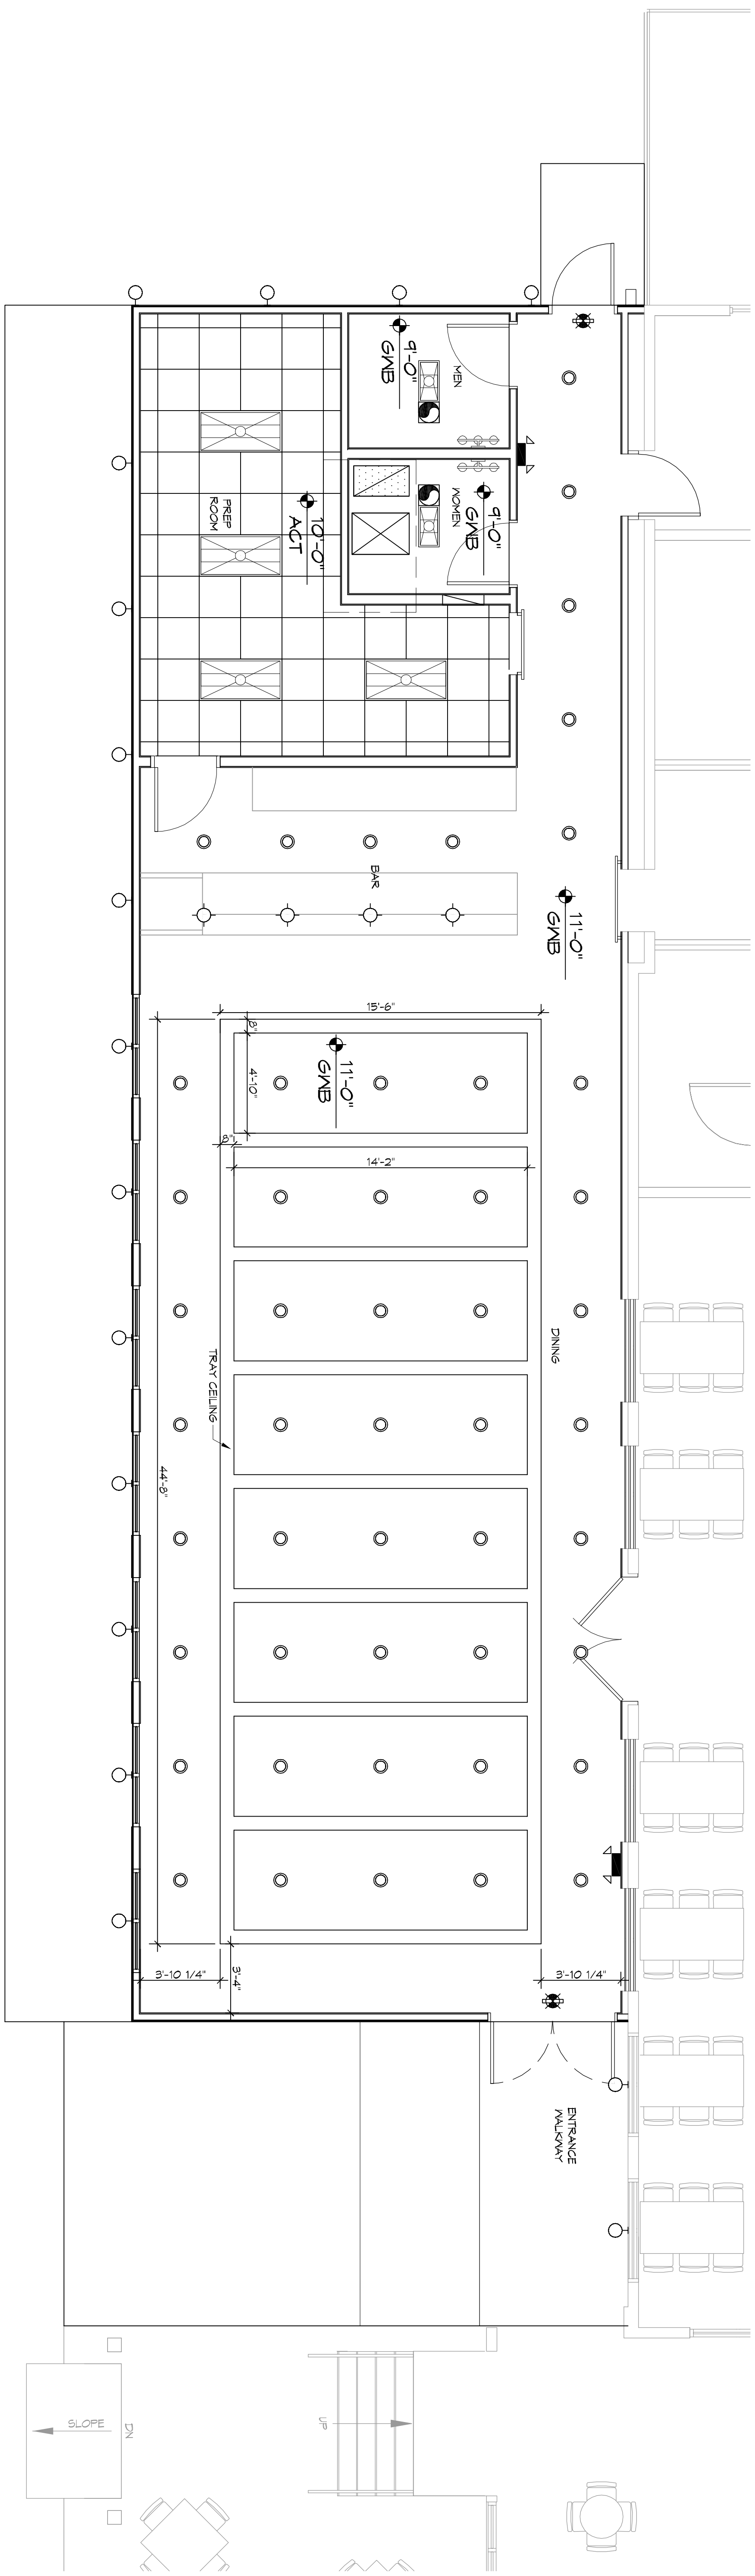 MEN
9'-0"
GWB
WOMEN
9'-0"
GWB
PREP
ROOM
10'-0"
ACT
BAR
11'-0"
GWB
15'-6"
8"
4'-10"
11'-0"
GWB
8"
14'-2"
DINING
TRAY CEILING
44'-8"
3'-10 1/4"
3'-4"
3'-10 1/4"
ENTRANCE
WALKWAY
SLOPE
DN
UP